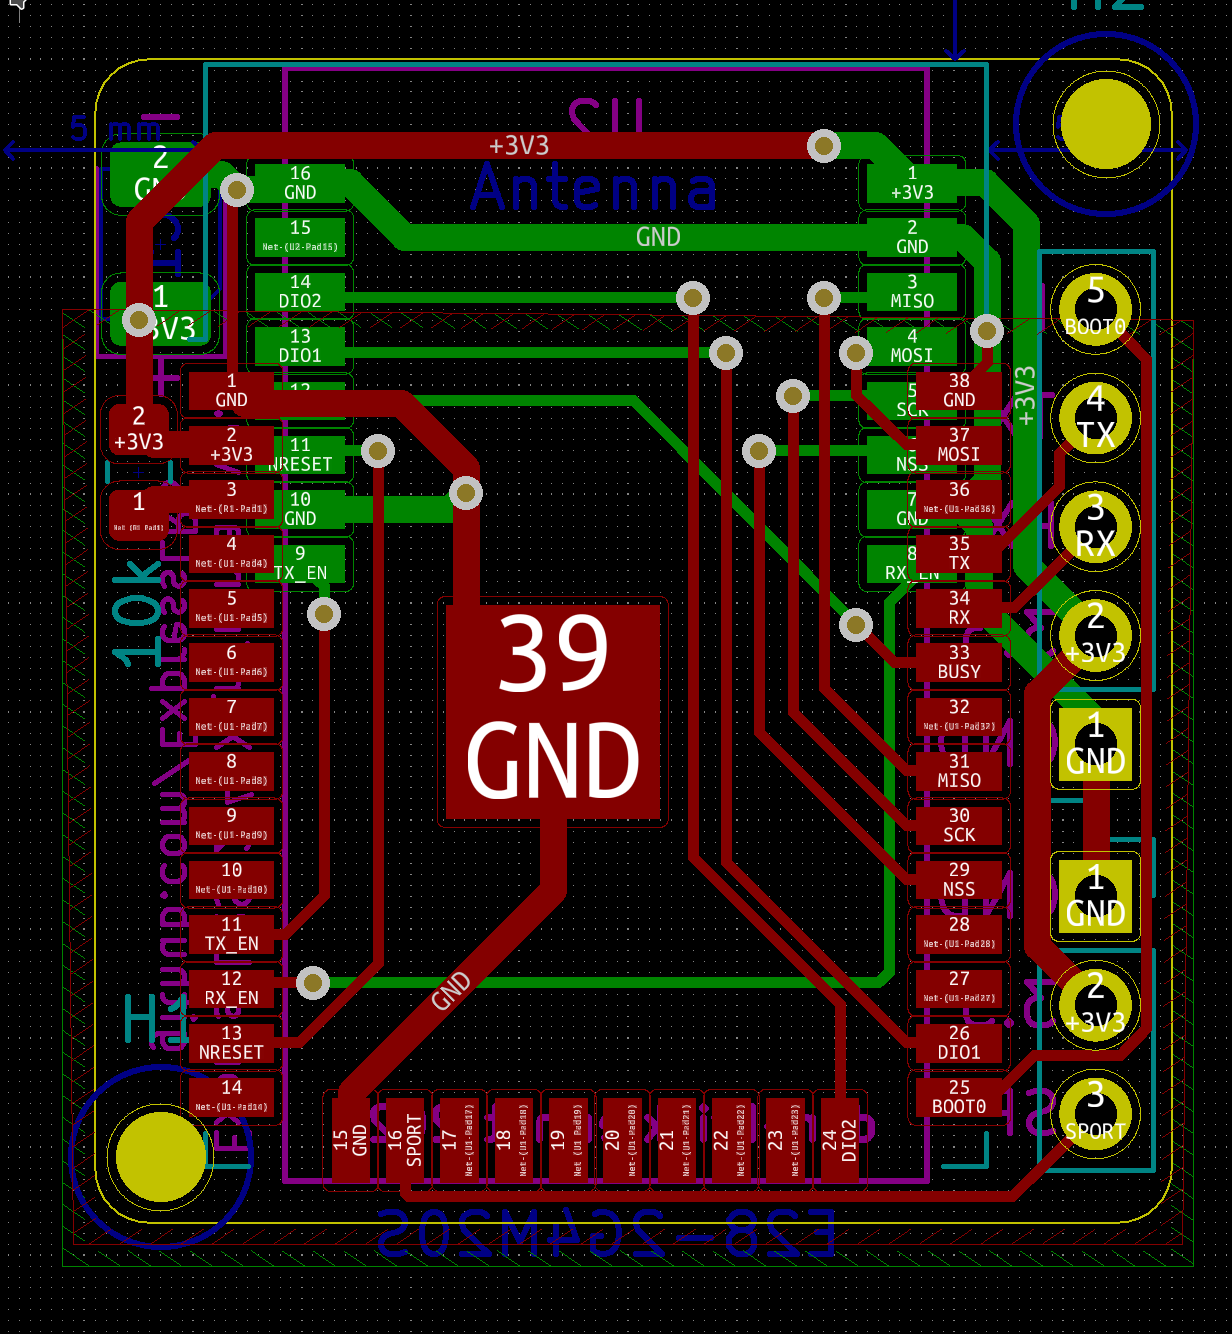 5 mm
+3V3
U2
Antenna
2
GND
16
GND
1
+3V3
15
Net-(U2-Pad15)
GND
2
GND
14
DIO2
3
MISO
1
3V3
13
DIO1
4
MOSI
5
BOOT0
1
GND
12
5
SCK
38
GND
+3V3
2
+3V3
2
+3V3
11
NRESET
NSS
37
MOSI
4
TX
1
Net-(R1-Pad1)
3
Net-(R1-Pad1)
10
GND
7
GND
36
Net-(U1-Pad36)
3
RX
4
Net-(U1-Pad4)
9
TX_EN
8
RX_EN
35
TX
10k
5
Net-(U1-Pad5)
34
RX
39
GND
6
Net-(U1-Pad6)
33
BUSY
2
+3V3
7
Net-(U1-Pad7)
32
Net-(U1-Pad32)
1
GND
8
Net-(U1-Pad8)
31
MISO
9
Net-(U1-Pad9)
30
SCK
10
Net-(U1-Pad10)
29
NSS
1
GND
11
TX_EN
28
Net-(U1-Pad28)
12
RX_EN
GND
27
Net-(U1-Pad27)
2
+3V3
H1
13
NRESET
26
DIO1
14
Net-(U1-Pad14)
25
BOOT0
3
SPORT
15
GND
16
SPORT
17
Net-(U1-Pad17)
18
Net-(U1-Pad18)
19
Net-(U1-Pad19)
20
Net-(U1-Pad20)
21
Net-(U1-Pad21)
22
Net-(U1-Pad22)
23
Net-(U1-Pad23)
24
DIO2
E28-2G4M20S